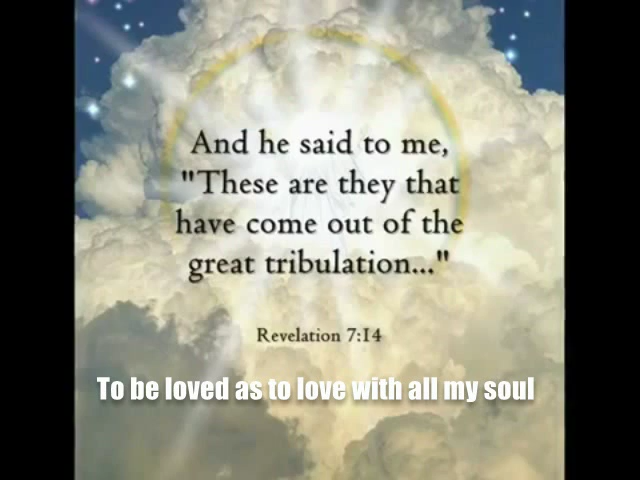 And he said to me,
"These are they that
have come out of the
great tribulation..."
Revelation 7:14
To be loved as to love with all my soul